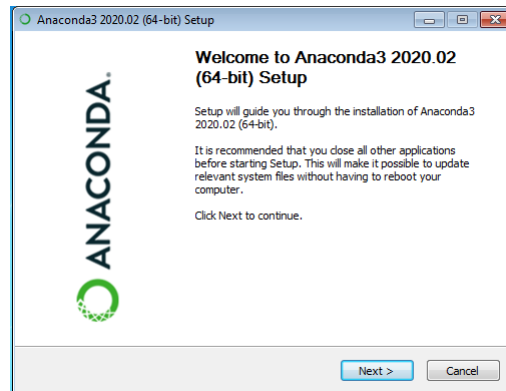 Anaconda3 2020.02 (64-bit) Setup
Welcome to Anaconda3 2020.02
(64-bit) Setup
Setup will guide you through the installation of Anaconda3
2020.02 (64-bit).
It is recommended that you close all other applications
before starting Setup. This will make it possible to update
relevant system files without having to reboot your
computer.
Click Next to continue.
ANACONDA.
Next >
Cancel